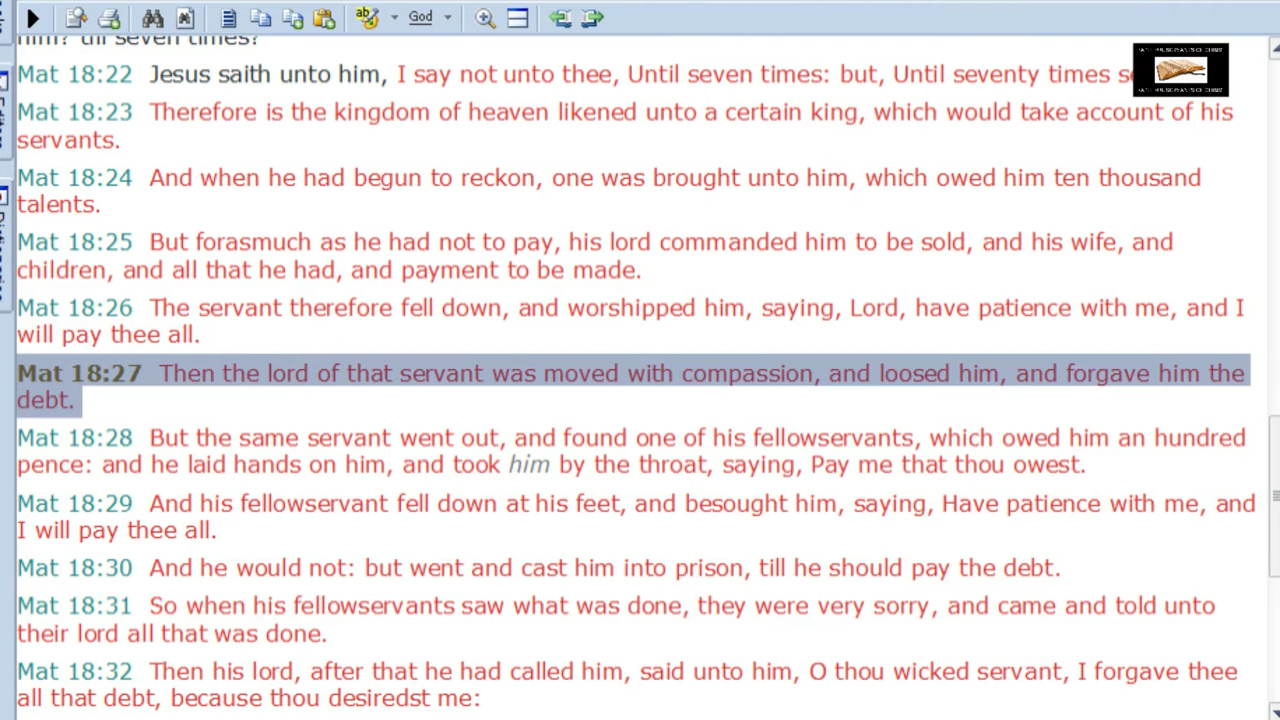 God
him? till seven times?
Mat 18:22 Jesus saith unto him, I say not unto thee, Until seven times: but, Until seventy times
Mat 18:23 Therefore is the kingdom of heaven likened unto a certain king, which would take account of his
servants.
Mat 18:24 And when he had begun to reckon, one was brought unto him, which owed him ten thousand
talents.
Mat 18:25 But forasmuch as he had not to pay, his lord commanded him to be sold, and his wife, and
children, and all that he had, and payment to be made.
Mat 18:26 The servant therefore fell down, and worshipped him, saying, Lord, have patience with me, and I
will pay thee all.
Mat 18:27 Then the lord of that servant was moved with compassion, and loosed him, and forgave him the
debt.
Mat 18:28 But the same servant went out, and found one of his fellowservants, which owed him an hundred
pence: and he laid hands on him, and took him by the throat, saying, Pay me that thou owest.
Mat 18:29 And his fellowservant fell down at his feet, and besought him, saying, Have patience with me, and
I will pay thee all.
Mat 18:30 And he would not: but went and cast him into prison, till he should pay the debt.
Mat 18:31 So when his fellowservants saw what was done, they were very sorry, and came and told unto
their lord all that was done.
Mat 18:32 Then his lord, after that he had called him, said unto him, O thou wicked servant, I forgave thee
all that debt, because thou desiredst me: